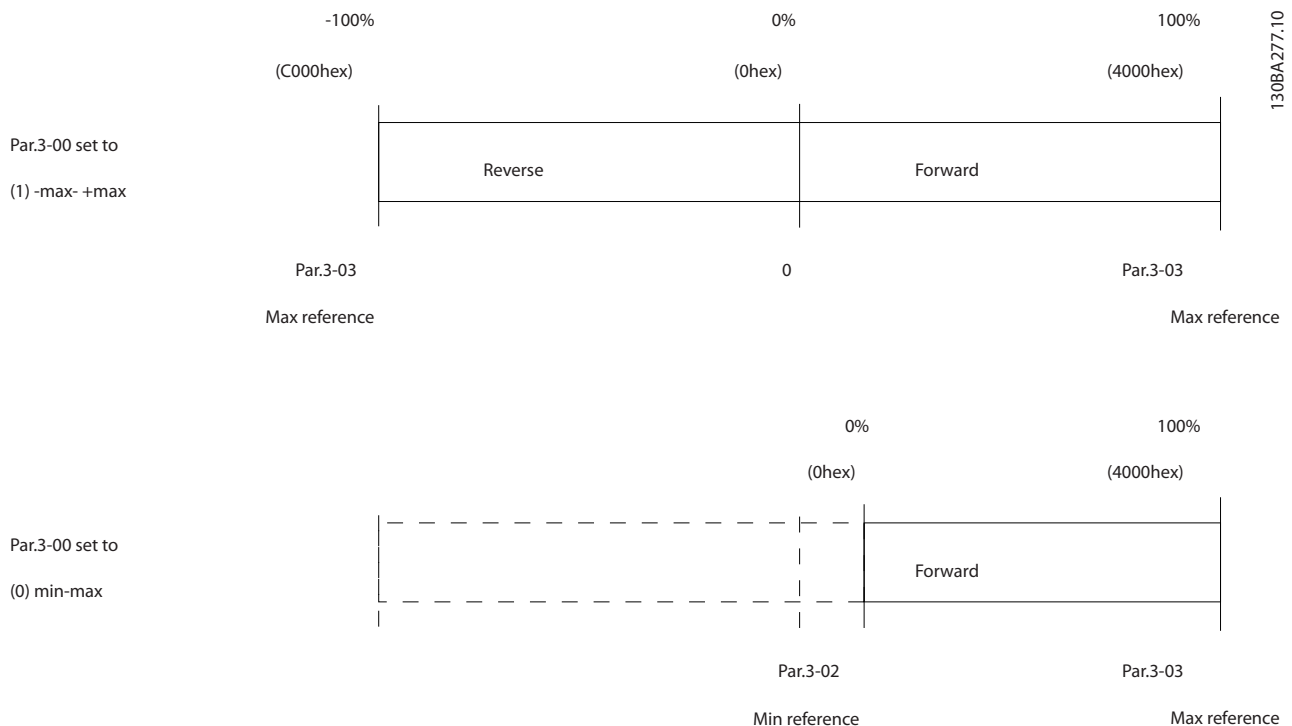 -100% 0% 100%
(C000hex) (0hex) (4000hex)
130BA277.10
Par.3-00 set to
(1) -max- +max
Reverse Forward
Par.3-03 0 Par.3-03
Max reference Max reference
0% 100%
(0hex) (4000hex)
Par.3-00 set to
(0) min-max
Forward
Par.3-02 Par.3-03
Min reference Max reference